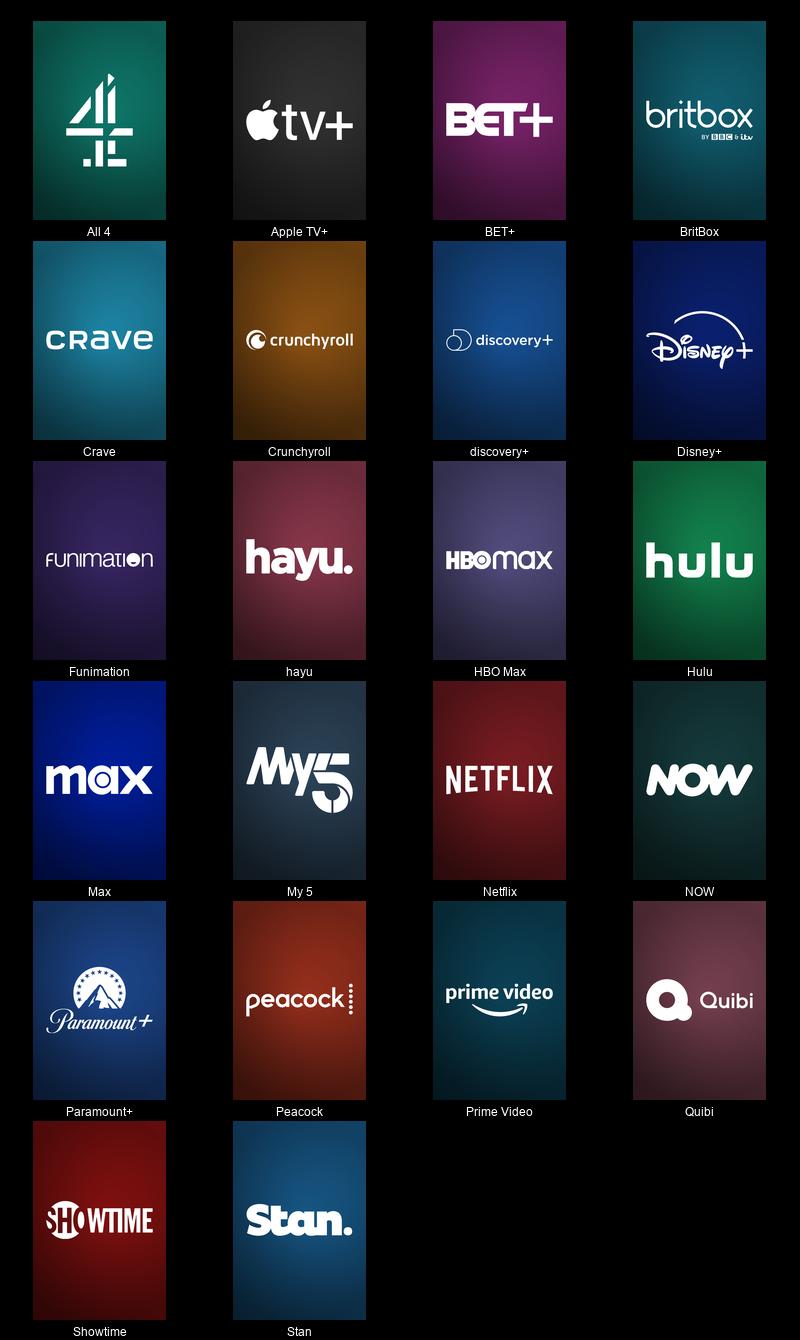 4
tv+
BET+
britbox
BY BBC & itv
All 4
Apple TV+
BET+
BritBox
crave
crunchyroll
discovery+
Disney+
Crave
Crunchyroll
discovery+
Disney+
Funimation
hayu.
HBOmax
hulu
Funimation
hayu
HBO Max
Hulu
max
My5
NETFLIX
NOW
Max
My 5
Netflix
NOW
Paramount+
peacock
prime video
Quibi
Paramount+
Peacock
Prime Video
Quibi
SHOWTIME
Stan.
Showtime
Stan